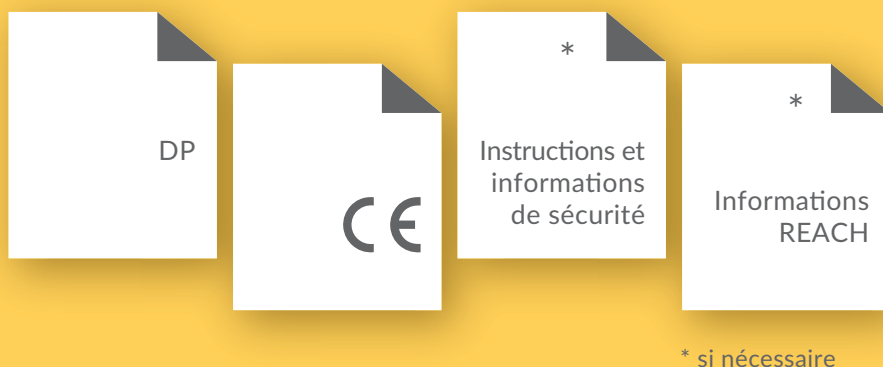 DP
CE
*
Instructions et
informations
de sécurité
*
Informations
REACH
* si nécessaire